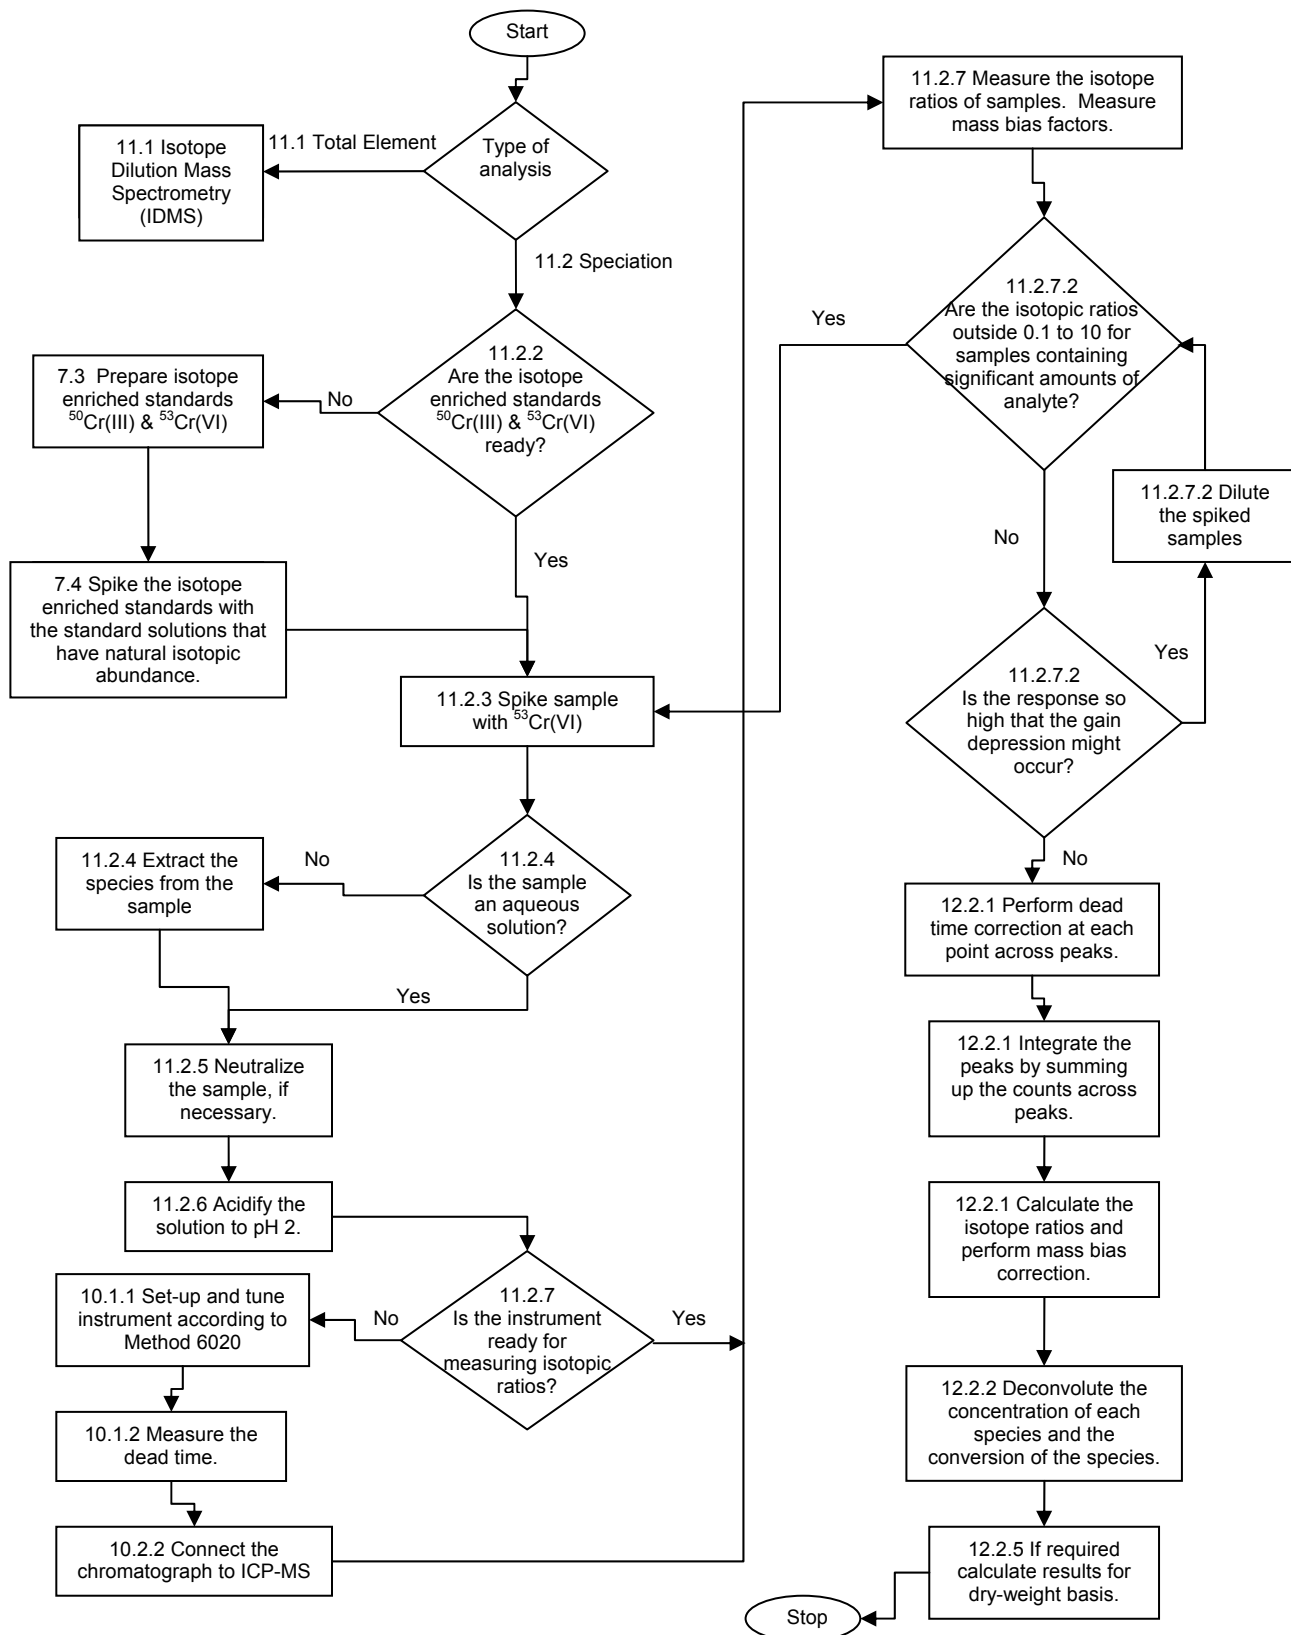 Start
Type of
analysis
11.1 Total Element
11.1 Isotope
Dilution Mass
Spectrometry
(IDMS)
11.2 Speciation
11.2.2
Are the isotope
enriched standards
⁵⁰Cr(III) & ⁵³Cr(VI)
ready?
No
7.3 Prepare isotope
enriched standards
⁵⁰Cr(III) & ⁵³Cr(VI)
7.4 Spike the isotope
enriched standards with
the standard solutions that
have natural isotopic
abundance.
Yes
11.2.3 Spike sample
with ⁵³Cr(VI)
11.2.4
Is the sample
an aqueous
solution?
No
11.2.4 Extract the
species from the
sample
Yes
11.2.5 Neutralize
the sample, if
necessary.
11.2.6 Acidify the
solution to pH 2.
11.2.7
Is the instrument
ready for
measuring isotopic
ratios?
No
10.1.1 Set-up and tune
instrument according to
Method 6020
10.1.2 Measure the
dead time.
10.2.2 Connect the
chromatograph to ICP-MS
Yes
11.2.7 Measure the isotope
ratios of samples. Measure
mass bias factors.
11.2.7.2
Are the isotopic ratios
outside 0.1 to 10 for
samples containing
significant amounts of
analyte?
Yes
No
11.2.7.2 Dilute
the spiked
samples
11.2.7.2
Is the response so
high that the gain
depression might
occur?
Yes
No
12.2.1 Perform dead
time correction at each
point across peaks.
12.2.1 Integrate the
peaks by summing
up the counts across
peaks.
12.2.1 Calculate the
isotope ratios and
perform mass bias
correction.
12.2.2 Deconvolute the
concentration of each
species and the
conversion of the species.
12.2.5 If required
calculate results for
dry-weight basis.
Stop